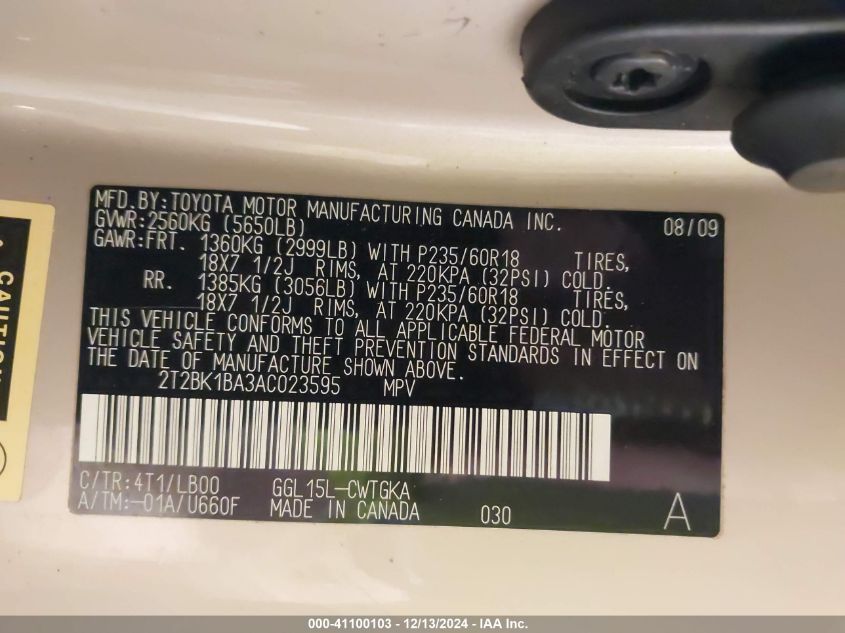 MFD.BY:TOYOTA MOTOR MANUFACTURING CANADA INC. 08/09
GVWR:2560KG (5650LB)
GAWR:FRT. 1360KG (2999LB) WITH P235/60R18 TIRES,
18X7 1/2J RIMS, AT 220KPA (32PSI) COLD.
RR. 1385KG (3056LB) WITH P235/60R18 TIRES,
18X7 1/2J RIMS, AT 220KPA (32PSI) COLD.
THIS VEHICLE CONFORMS TO ALL APPLICABLE FEDERAL MOTOR
VEHICLE SAFETY AND THEFT PREVENTION STANDARDS IN EFFECT ON
THE DATE OF MANUFACTURE SHOWN ABOVE.
2T2BK1BA3AC023595 MPV
C/TR:4T1/LB00 GGL15L-CWTGKA
A/TM:-01A/U660F MADE IN CANADA 030 A
CAUTION
000-41100103 - 12/13/2024 - IAA Inc.